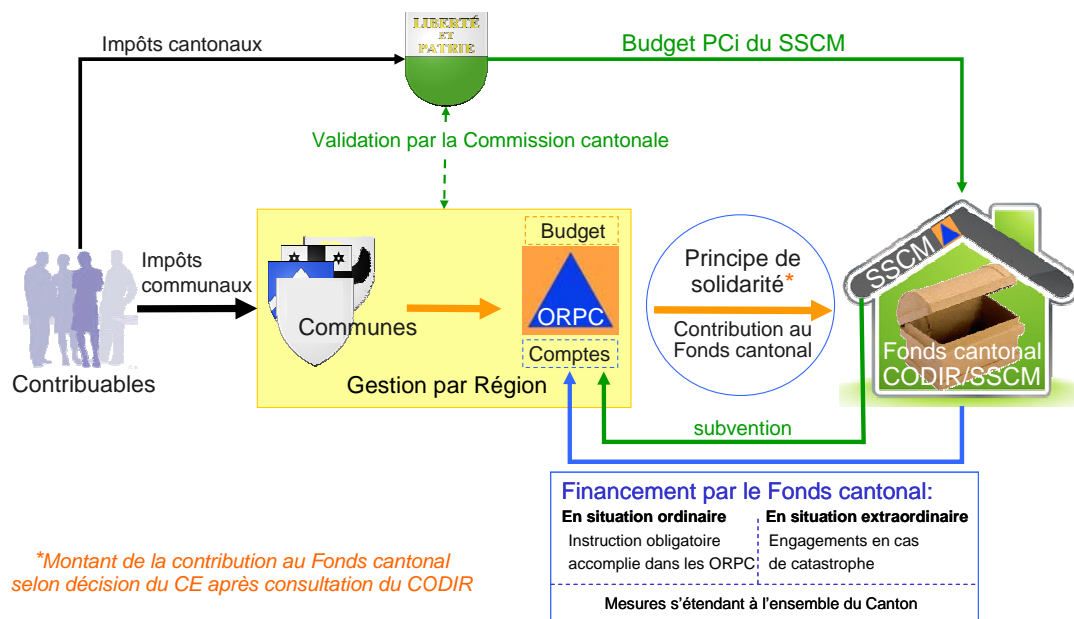 LIBERTÉ
ET
PATRIE
Impôts cantonaux
Budget PCi du SSCM
Validation par la Commission cantonale
Impôts
communaux
Contribuables
Communes
Budget
ORPC
Comptes
Gestion par Région
Principe de
solidarité*
Contribution au
Fonds cantonal
SSCM
Fonds cantonal
CODIR/SSCM
subvention
Financement par le Fonds cantonal:
En situation ordinaire
Instruction obligatoire
accomplie dans les ORPC
En situation extraordinaire
Engagements en cas
de catastrophe
Mesures s’étendant à l’ensemble du Canton
*Montant de la contribution au Fonds cantonal
selon décision du CE après consultation du CODIR